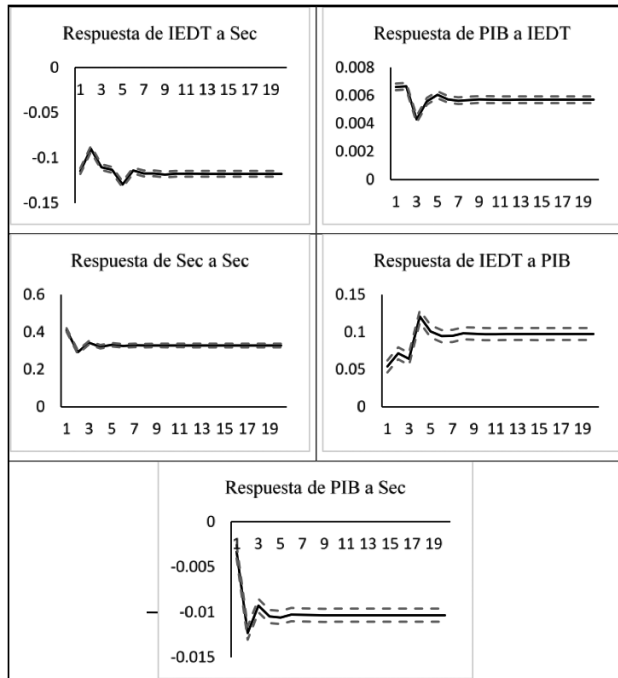 Respuesta de IEDT a Sec
0
1 3 5 7 9 11 13 15 17 19
-0.05
-0.1
-0.15
Respuesta de PIB a IEDT
0.008
0.006
0.004
0.002
0
1 3 5 7 9 11 13 15 17 19
Respuesta de Sec a Sec
0.6
0.4
0.2
0
1 3 5 7 9 11 13 15 17 19
Respuesta de IEDT a PIB
0.15
0.1
0.05
0
1 3 5 7 9 11 13 15 17 19
Respuesta de PIB a Sec
0
1 3 5 7 9 11 13 15 17 19
-0.005
-0.01
-0.015